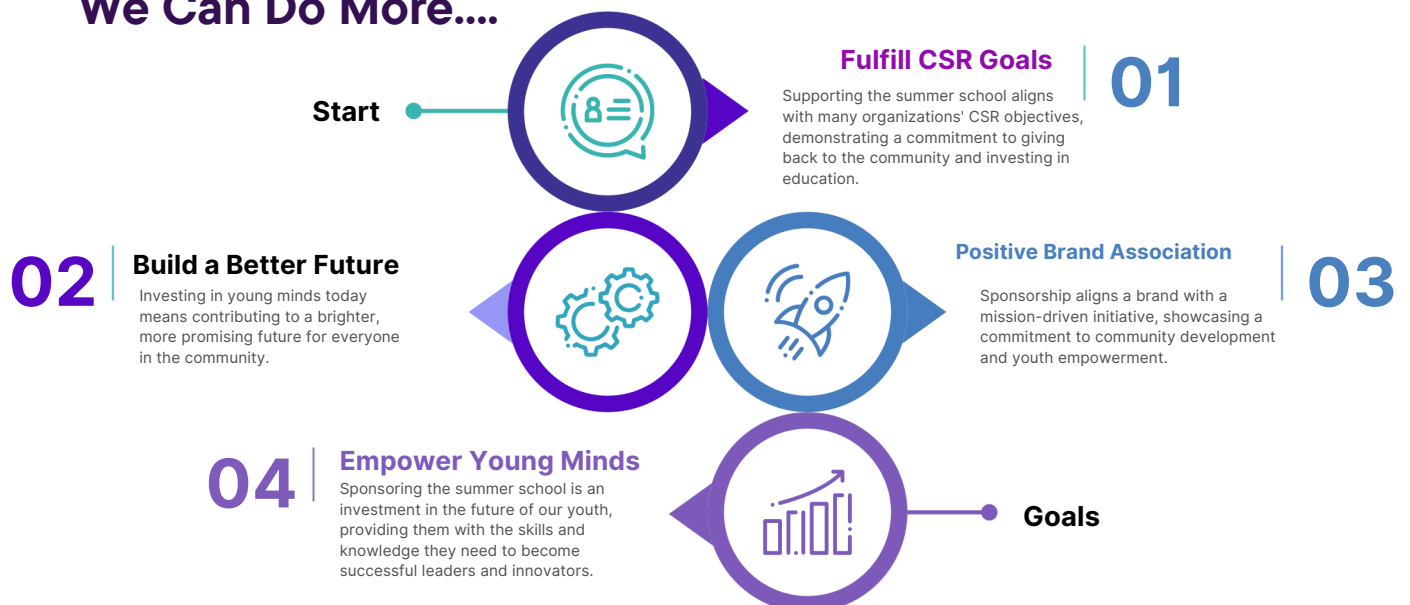 We Can Do More....
Start
Fulfill CSR Goals
01
Supporting the summer school aligns
with many organizations' CSR objectives,
demonstrating a commitment to giving
back to the community and investing in
education.
02
Build a Better Future
Investing in young minds today
means contributing to a brighter,
more promising future for everyone
in the community.
Positive Brand Association
03
Sponsorship aligns a brand with a
mission-driven initiative, showcasing a
commitment to community development
and youth empowerment.
04
Empower Young Minds
Sponsoring the summer school is an
investment in the future of our youth,
providing them with the skills and
knowledge they need to become
successful leaders and innovators.
Goals